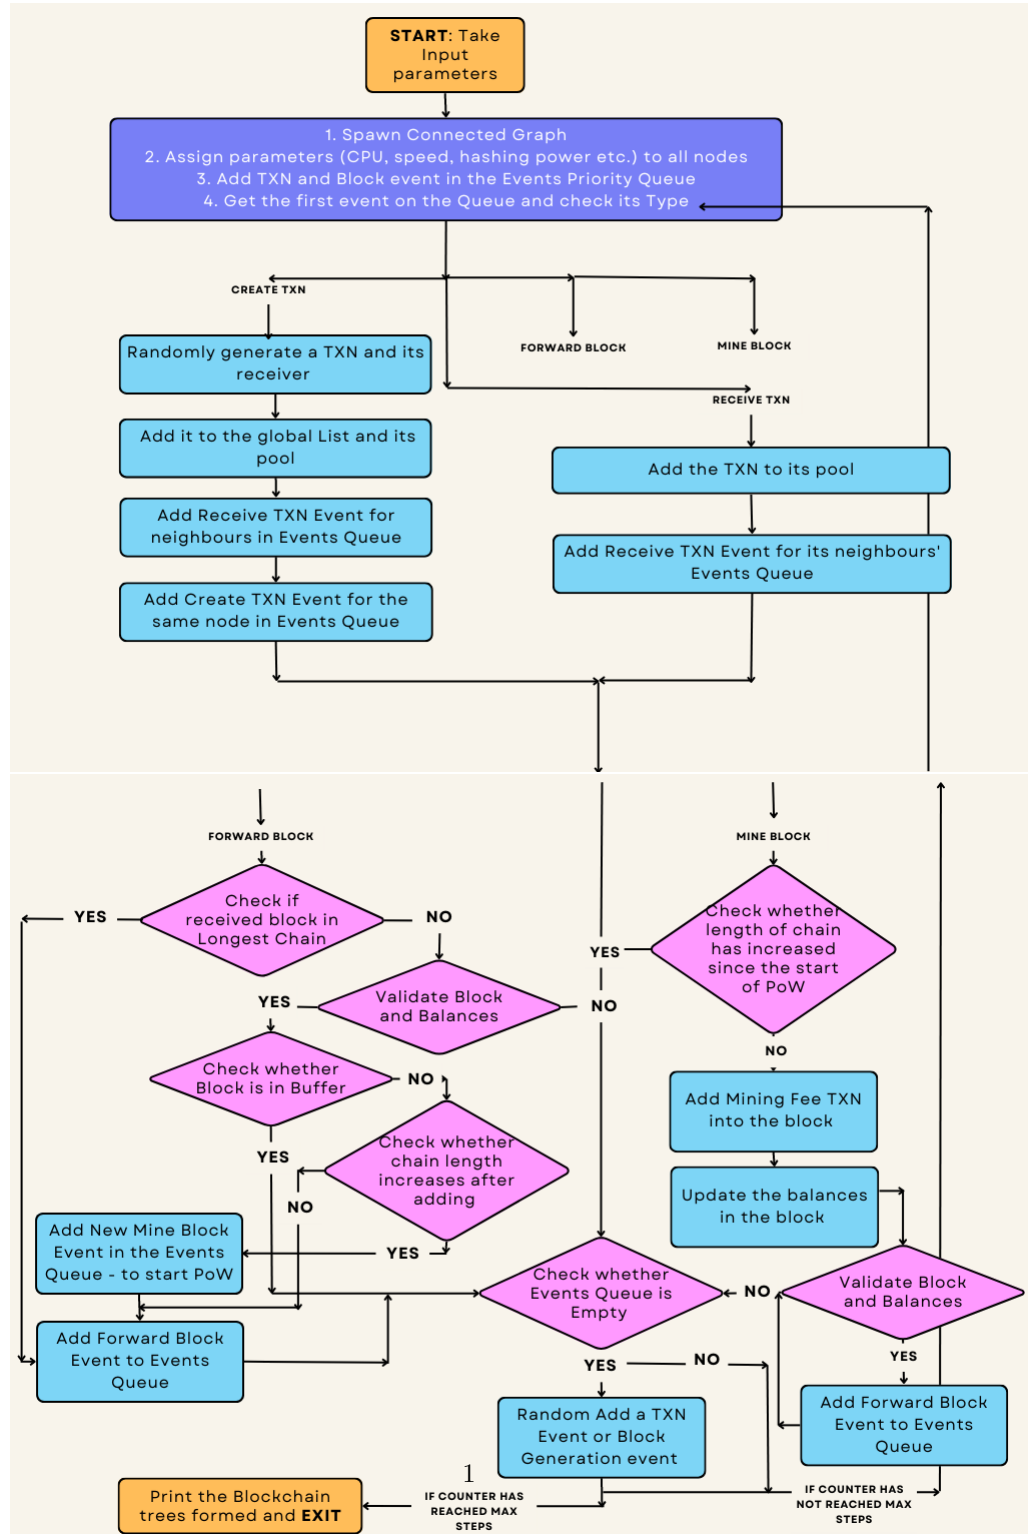 START: Take
Input
parameters
1. Spawn Connected Graph
2. Assign parameters (CPU, speed, hashing power etc.) to all nodes
3. Add TXN and Block event in the Events Priority Queue
4. Get the first event on the Queue and check its Type
CREATE TXN
FORWARD BLOCK
MINE BLOCK
RECEIVE TXN
Randomly generate a TXN and its
receiver
Add it to the global List and its
pool
Add Receive TXN Event for
neighbours in Events Queue
Add Create TXN Event for the
same node in Events Queue
Add the TXN to its pool
Add Receive TXN Event for its neighbours'
Events Queue
FORWARD BLOCK
Check if
received block in
Longest Chain
YES
NO
Validate Block
and Balances
YES
NO
Check whether
Block is in Buffer
NO
YES
Check whether
chain length
increases after
adding
NO
YES
Add New Mine Block
Event in the Events
Queue - to start PoW
Add Forward Block
Event to Events
Queue
MINE BLOCK
Check whether
length of chain
has increased
since the start
of PoW
YES
NO
Add Mining Fee TXN
into the block
Update the balances
in the block
Validate Block
and Balances
NO
YES
Add Forward Block
Event to Events
Queue
Check whether
Events Queue is
Empty
YES
NO
Random Add a TXN
Event or Block
Generation event
1
IF COUNTER HAS
REACHED MAX
STEPS
IF COUNTER HAS
NOT REACHED MAX
STEPS
Print the Blockchain
trees formed and EXIT